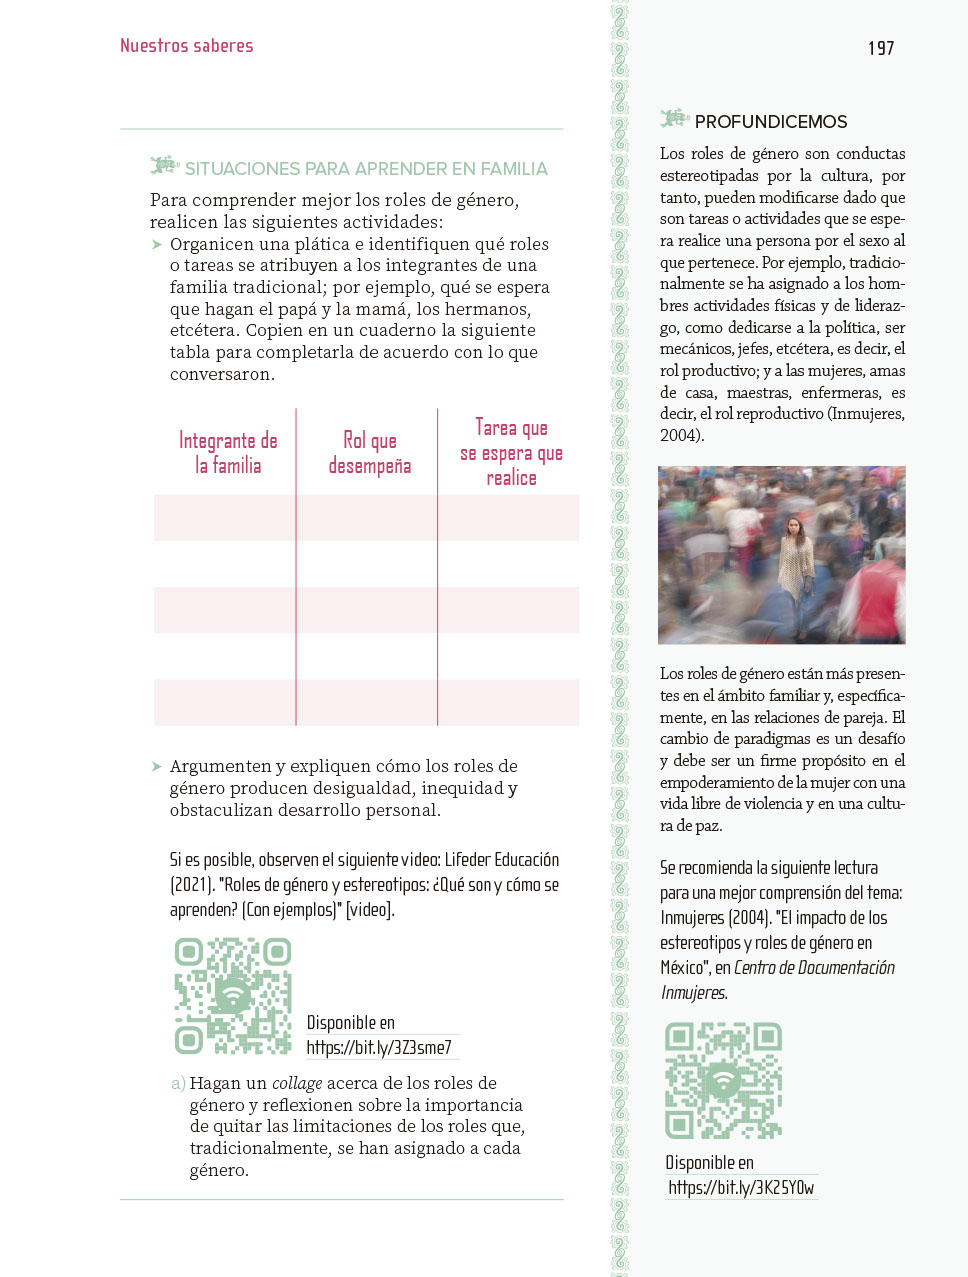 Nuestros saberes
197
SITUACIONES PARA APRENDER EN FAMILIA
Para comprender mejor los roles de género,
realicen las siguientes actividades:
➤ Organicen una plática e identifiquen qué roles
o tareas se atribuyen a los integrantes de una
familia tradicional; por ejemplo, qué se espera
que hagan el papá y la mamá, los hermanos,
etcétera. Copien en un cuaderno la siguiente
tabla para completarla de acuerdo con lo que
conversaron.
Integrante de
la familia
Rol que
desempeña
Tarea que
se espera que
realice
➤ Argumenten y expliquen cómo los roles de
género producen desigualdad, inequidad y
obstaculizan desarrollo personal.
Si es posible, observen el siguiente video: Lifeder Educación
(2021). "Roles de género y estereotipos: ¿Qué son y cómo se
aprenden? (Con ejemplos)" [video].
Disponible en
https://bit.ly/3Z3sme7
a) Hagan un collage acerca de los roles de
género y reflexionen sobre la importancia
de quitar las limitaciones de los roles que,
tradicionalmente, se han asignado a cada
género.
PROFUNDICEMOS
Los roles de género son conductas
estereotipadas por la cultura, por
tanto, pueden modificarse dado que
son tareas o actividades que se espe-
ra realice una persona por el sexo al
que pertenece. Por ejemplo, tradicio-
nalmente se ha asignado a los hom-
bres actividades físicas y de lideraz-
go, como dedicarse a la política, ser
mecánicos, jefes, etcétera, es decir, el
rol productivo; y a las mujeres, amas
de casa, maestras, enfermeras, es
decir, el rol reproductivo (Inmujeres,
2004).
Los roles de género están más presen-
tes en el ámbito familiar y, específica-
mente, en las relaciones de pareja. El
cambio de paradigmas es un desafío
y debe ser un firme propósito en el
empoderamiento de la mujer con una
vida libre de violencia y en una cultu-
ra de paz.
Se recomienda la siguiente lectura
para una mejor comprensión del tema:
Inmujeres (2004). "El impacto de los
estereotipos y roles de género en
México", en Centro de Documentación
Inmujeres.
Disponible en
https://bit.ly/3K25Y0w